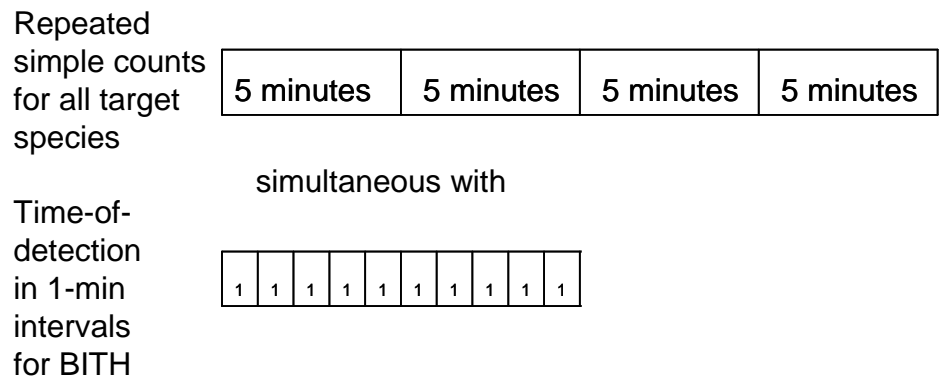 Repeated
simple counts
for all target
species
5 minutes 5 minutes 5 minutes 5 minutes
simultaneous with
Time-of-
detection
in 1-min
intervals
for BITH
1 1 1 1 1 1 1 1 1 1